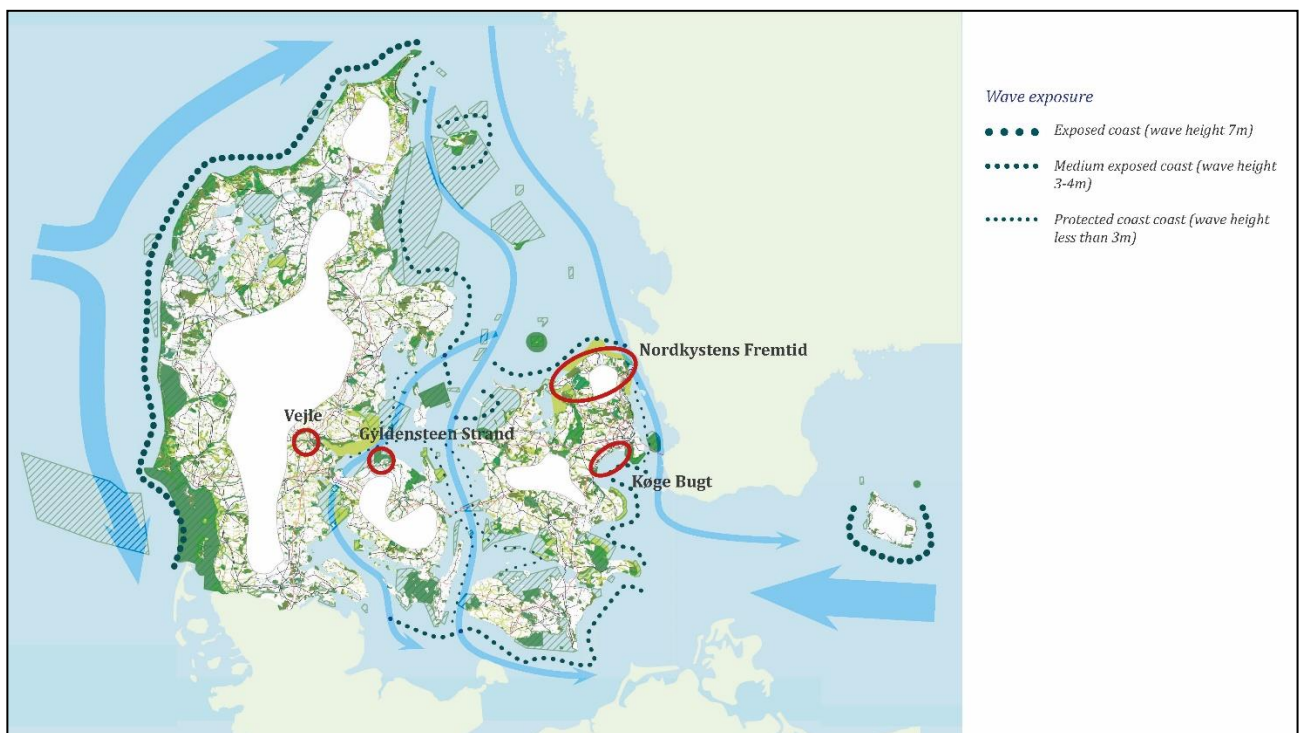 Wave exposure
Exposed coast (wave height 7m)
Medium exposed coast (wave height
3-4m)
Protected coast coast (wave height
less than 3m)
Nordkystens Fremtid
Vejle
Gyldensteen Strand
Køge Bugt